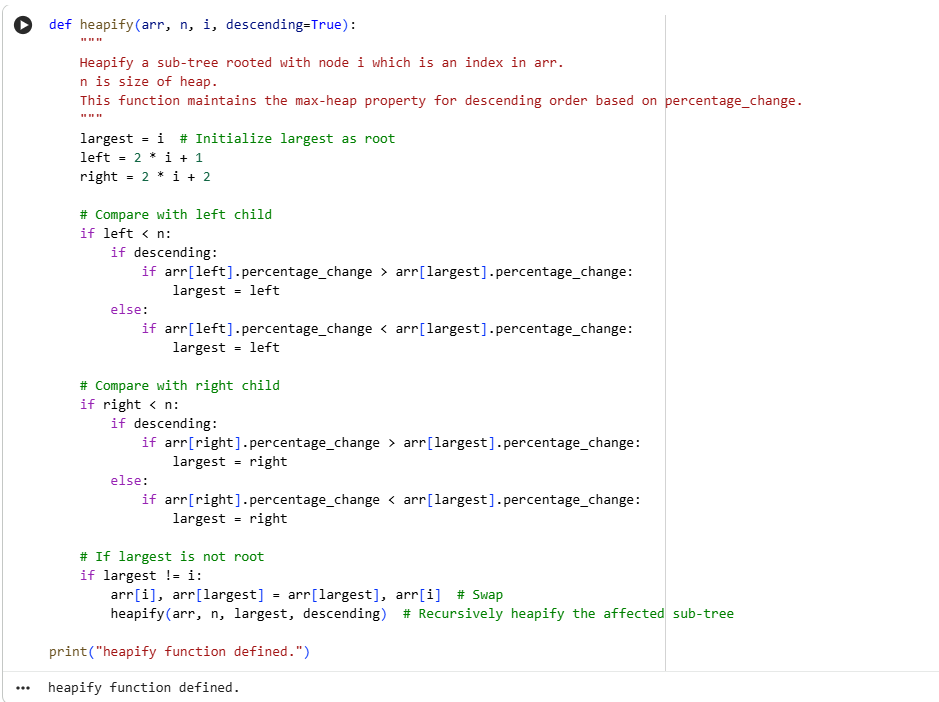 def heapify(arr, n, i, descending=True):
    """
    Heapify a sub-tree rooted with node i which is an index in arr.
    n is size of heap.
    This function maintains the max-heap property for descending order based on percentage_change.
    """
    largest = i  # Initialize largest as root
    left = 2 * i + 1
    right = 2 * i + 2

    # Compare with left child
    if left < n:
        if descending:
            if arr[left].percentage_change > arr[largest].percentage_change:
                largest = left
        else:
            if arr[left].percentage_change < arr[largest].percentage_change:
                largest = left

    # Compare with right child
    if right < n:
        if descending:
            if arr[right].percentage_change > arr[largest].percentage_change:
                largest = right
        else:
            if arr[right].percentage_change < arr[largest].percentage_change:
                largest = right

    # If largest is not root
    if largest != i:
        arr[i], arr[largest] = arr[largest], arr[i]  # Swap
        heapify(arr, n, largest, descending)  # Recursively heapify the affected sub-tree

print("heapify function defined.")
heapify function defined.